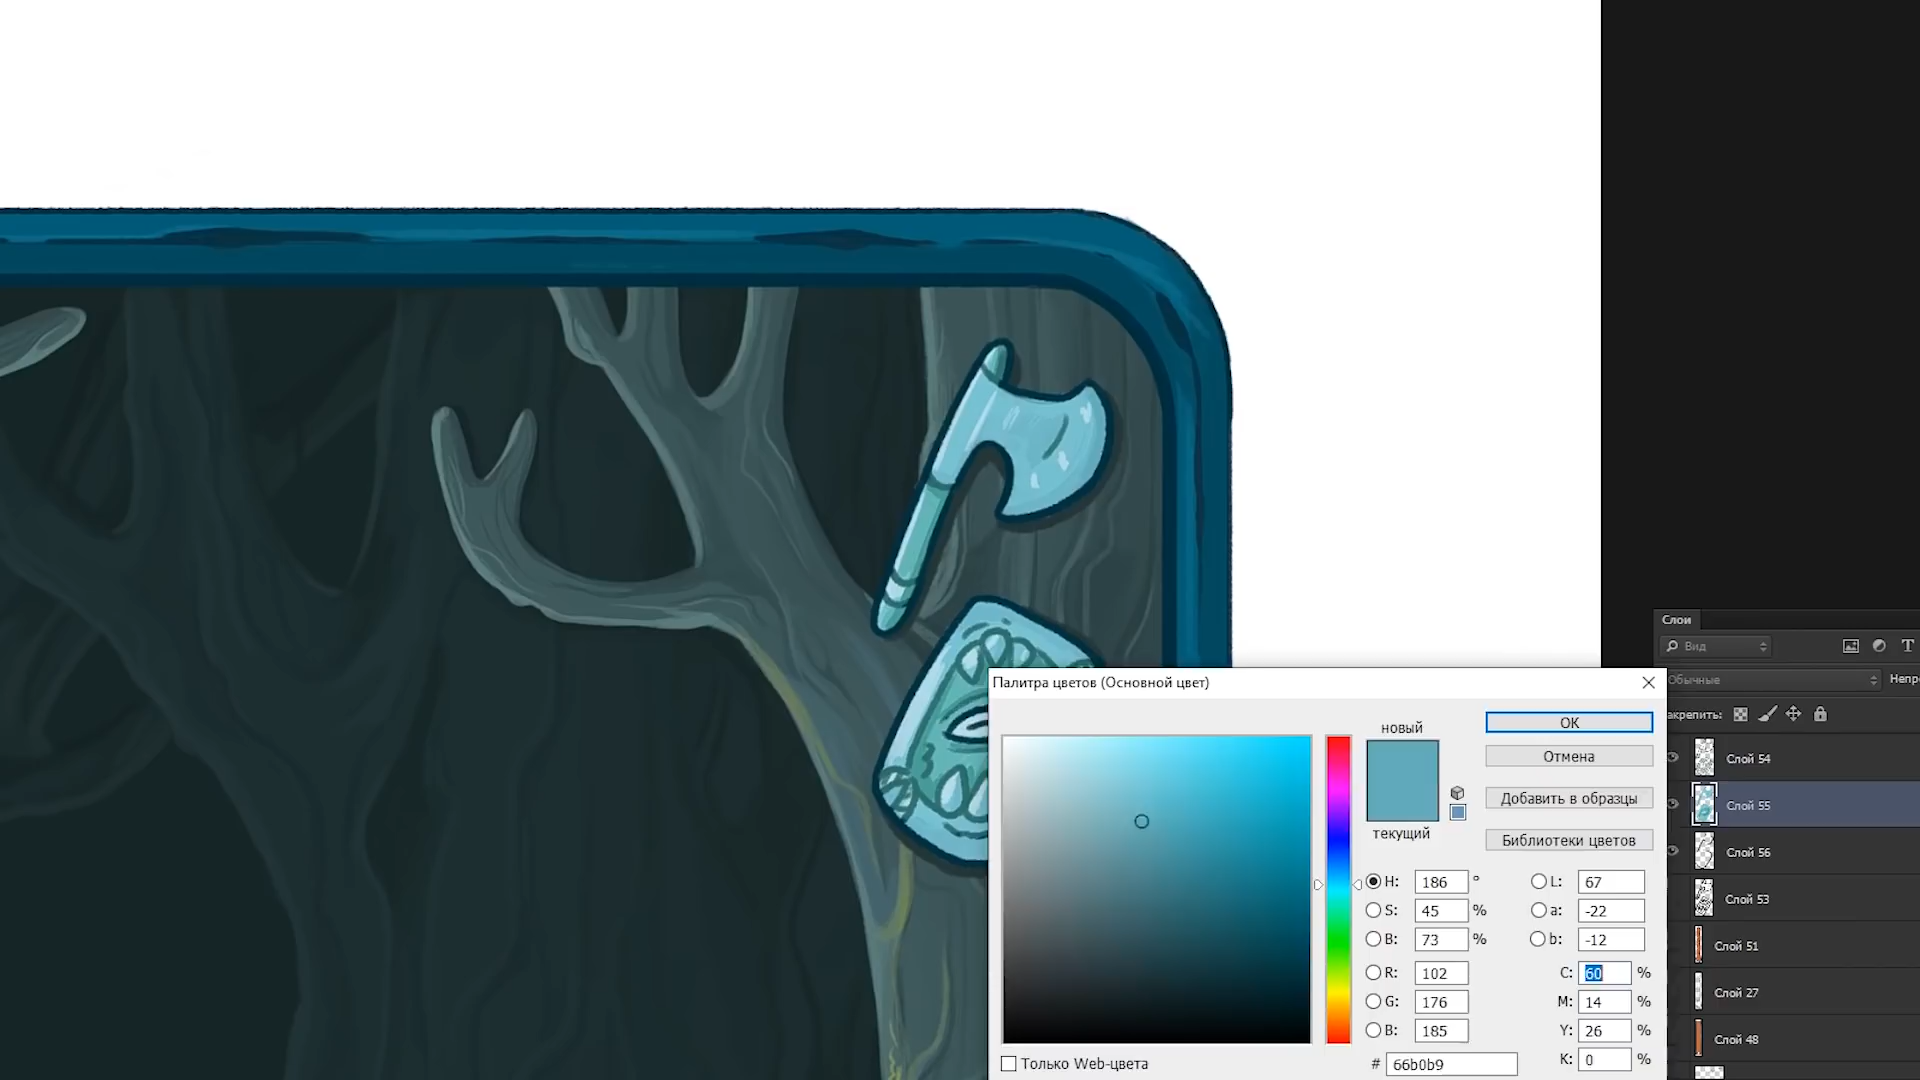 Слои
Вид
T
Обычные
Непро
акрепить:
Слой 54
Слой 55
Слой 56
Слой 53
Слой 51
Слой 27
Слой 48
Палитра цветов (Основной цвет)
новый
текущий
OK
Отмена
Добавить в образцы
Библиотеки цветов
H: 186 °
S: 45 %
B: 73 %
R: 102
G: 176
B: 185
# 66b0b9
L: 67
a: -22
b: -12
C: 60 %
M: 14 %
Y: 26 %
K: 0 %
Только Web-цвета